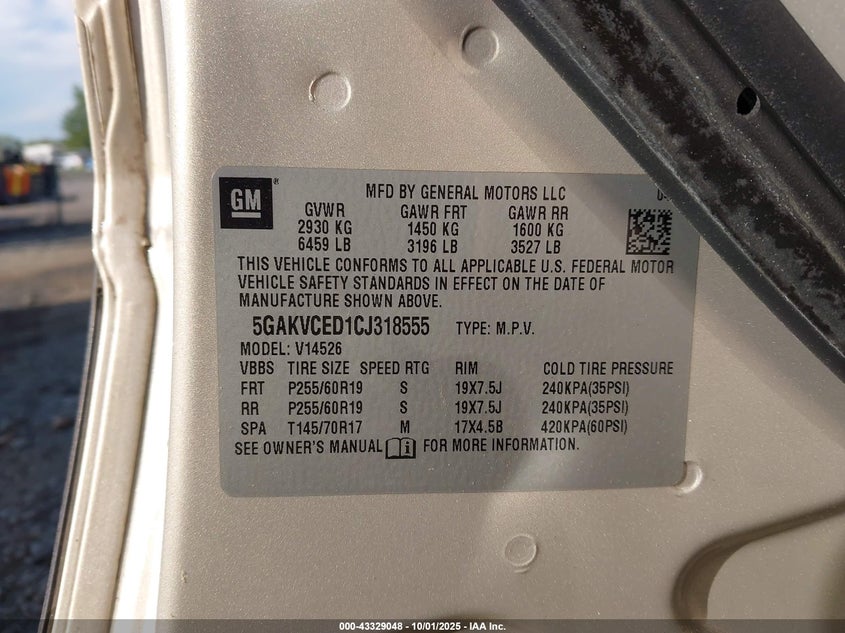 GM
MFD BY GENERAL MOTORS LLC
GVWR GAWR FRT GAWR RR
2930 KG 1450 KG 1600 KG
6459 LB 3196 LB 3527 LB
THIS VEHICLE CONFORMS TO ALL APPLICABLE U.S. FEDERAL MOTOR
VEHICLE SAFETY STANDARDS IN EFFECT ON THE DATE OF
MANUFACTURE SHOWN ABOVE.
5GAKVCED1CJ318555 TYPE: M.P.V.
MODEL: V14526
VBBS TIRE SIZE SPEED RTG RIM COLD TIRE PRESSURE
FRT P255/60R19 S 19X7.5J 240KPA(35PSI)
RR P255/60R19 S 19X7.5J 240KPA(35PSI)
SPA T145/70R17 M 17X4.5B 420KPA(60PSI)
SEE OWNER'S MANUAL i FOR MORE INFORMATION.
000-43329048 - 10/01/2025 - IAA Inc.